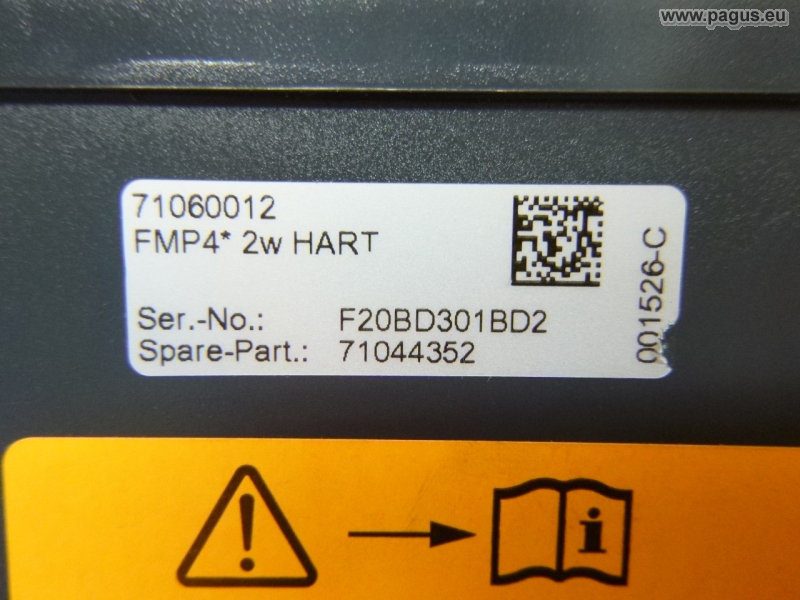 www.pagus.eu
71060012
FMP4* 2w HART
Ser.-No.: F20BD301BD2
Spare-Part.: 71044352
001526-C